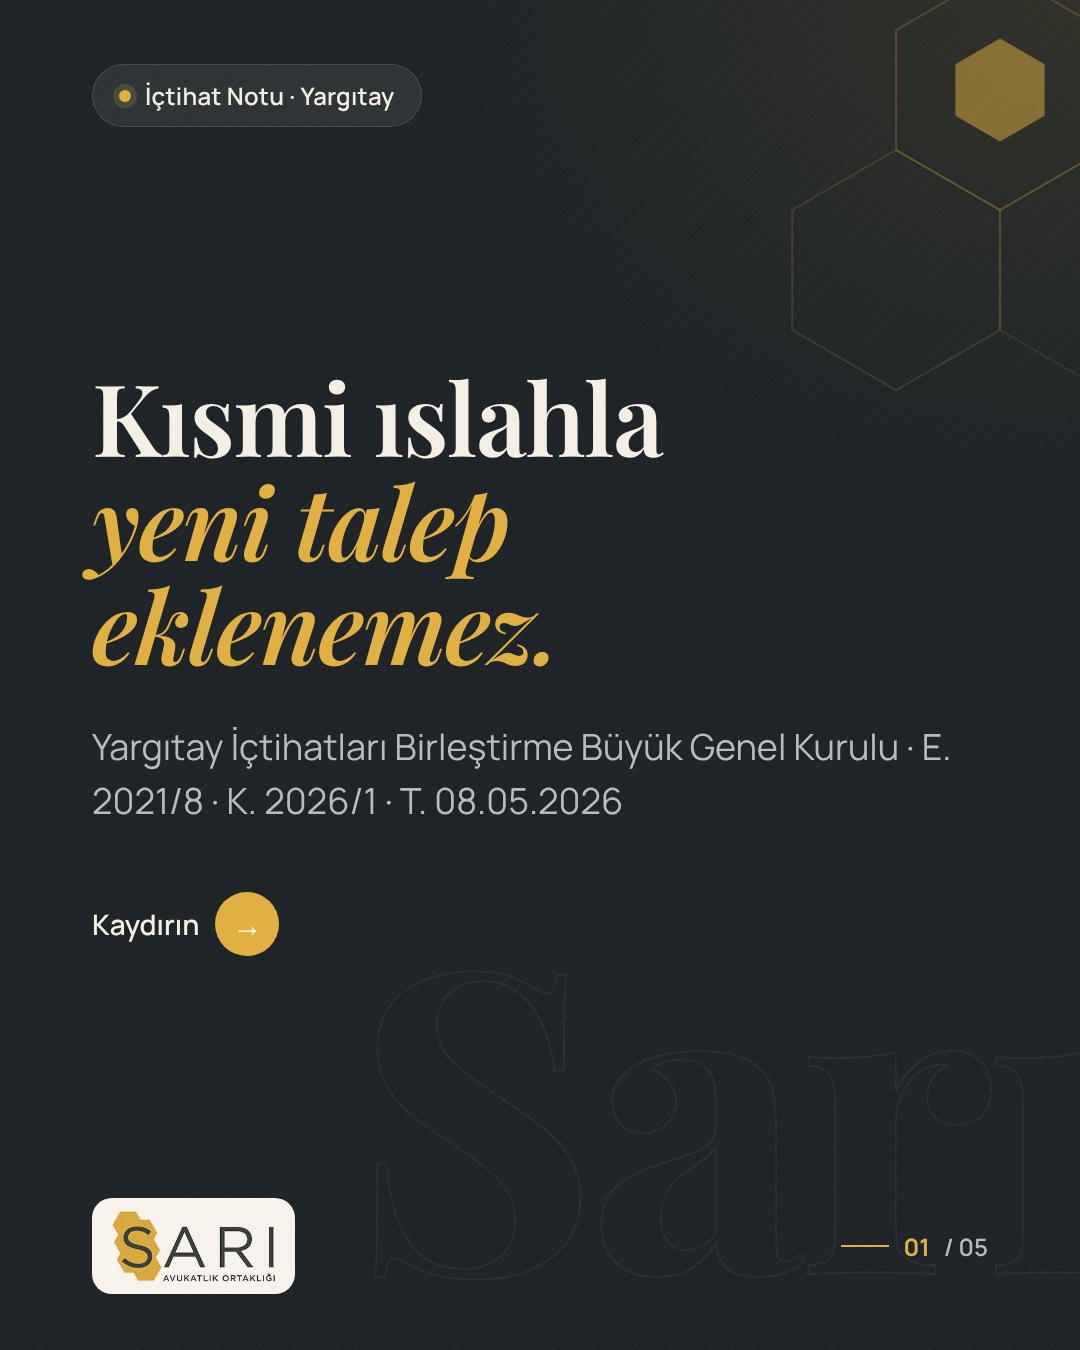 İçtihat Notu · Yargıtay
Kısmi ıslahla
yeni talep
eklenemez.
Yargıtay İçtihatları Birleştirme Büyük Genel Kurulu · E.
2021/8 · K. 2026/1 · T. 08.05.2026
Kaydırın →
Sarı
SARI
AVUKATLIK ORTAKLIĞI
01 / 05